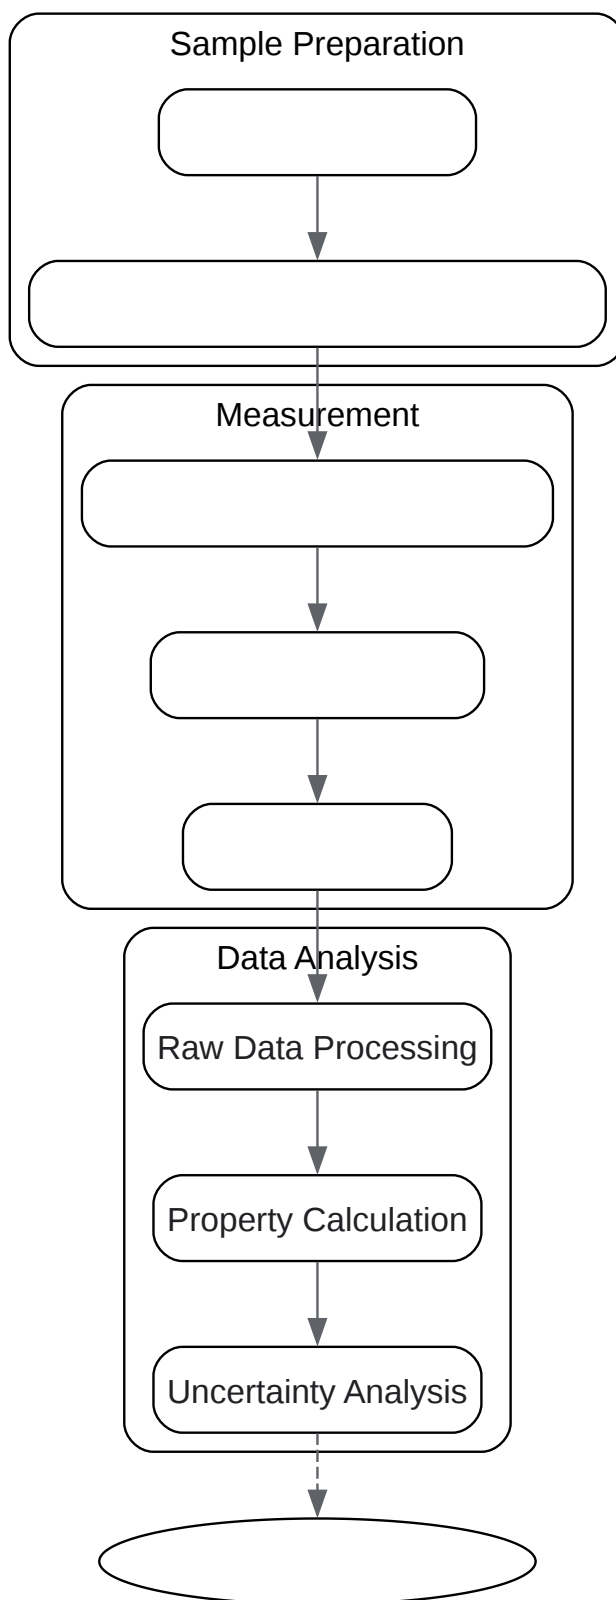 Sample Preparation
Measurement
Data Analysis
Raw Data Processing
Property Calculation
Uncertainty Analysis